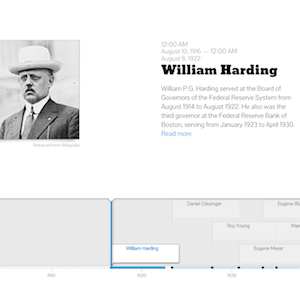 12:00 AM
August 10, 1916 — 12:00 AM
August 9, 1922
William Harding
William P.G. Harding served at the Board of
Governors of the Federal Reserve System from
August 1914 to August 1922. He also was the
third governor at the Federal Reserve Bank of
Boston, serving from January 1923 to April 1930.
Read more
Retrieved from Wikipedia
Daniel Crissinger
Eugene Bl
Roy Young
Mar
William Harding
Eugene Meyer
1910
1920
1930